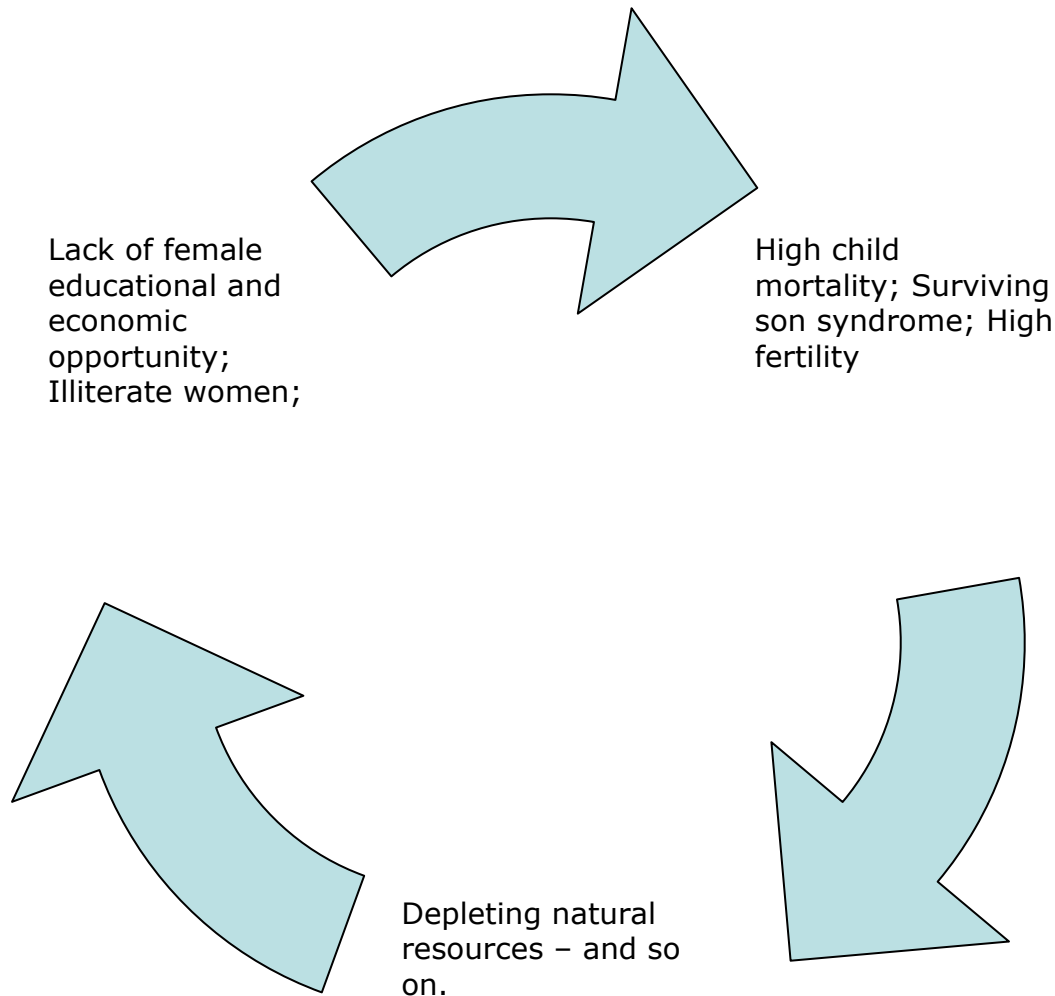 Lack of female
educational and
economic
opportunity;
Illiterate women;
High child
mortality; Surviving
son syndrome; High
fertility
Depleting natural
resources – and so
on.